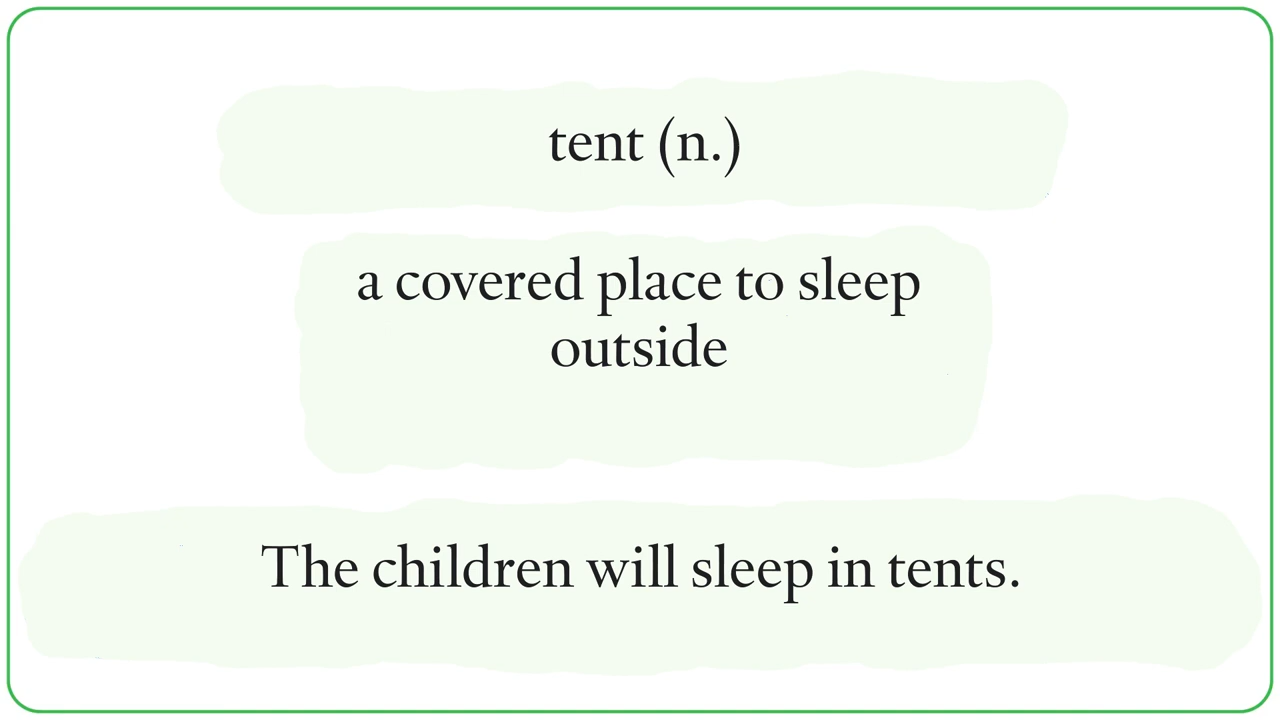 tent (n.)
a covered place to sleep
outside
The children will sleep in tents.